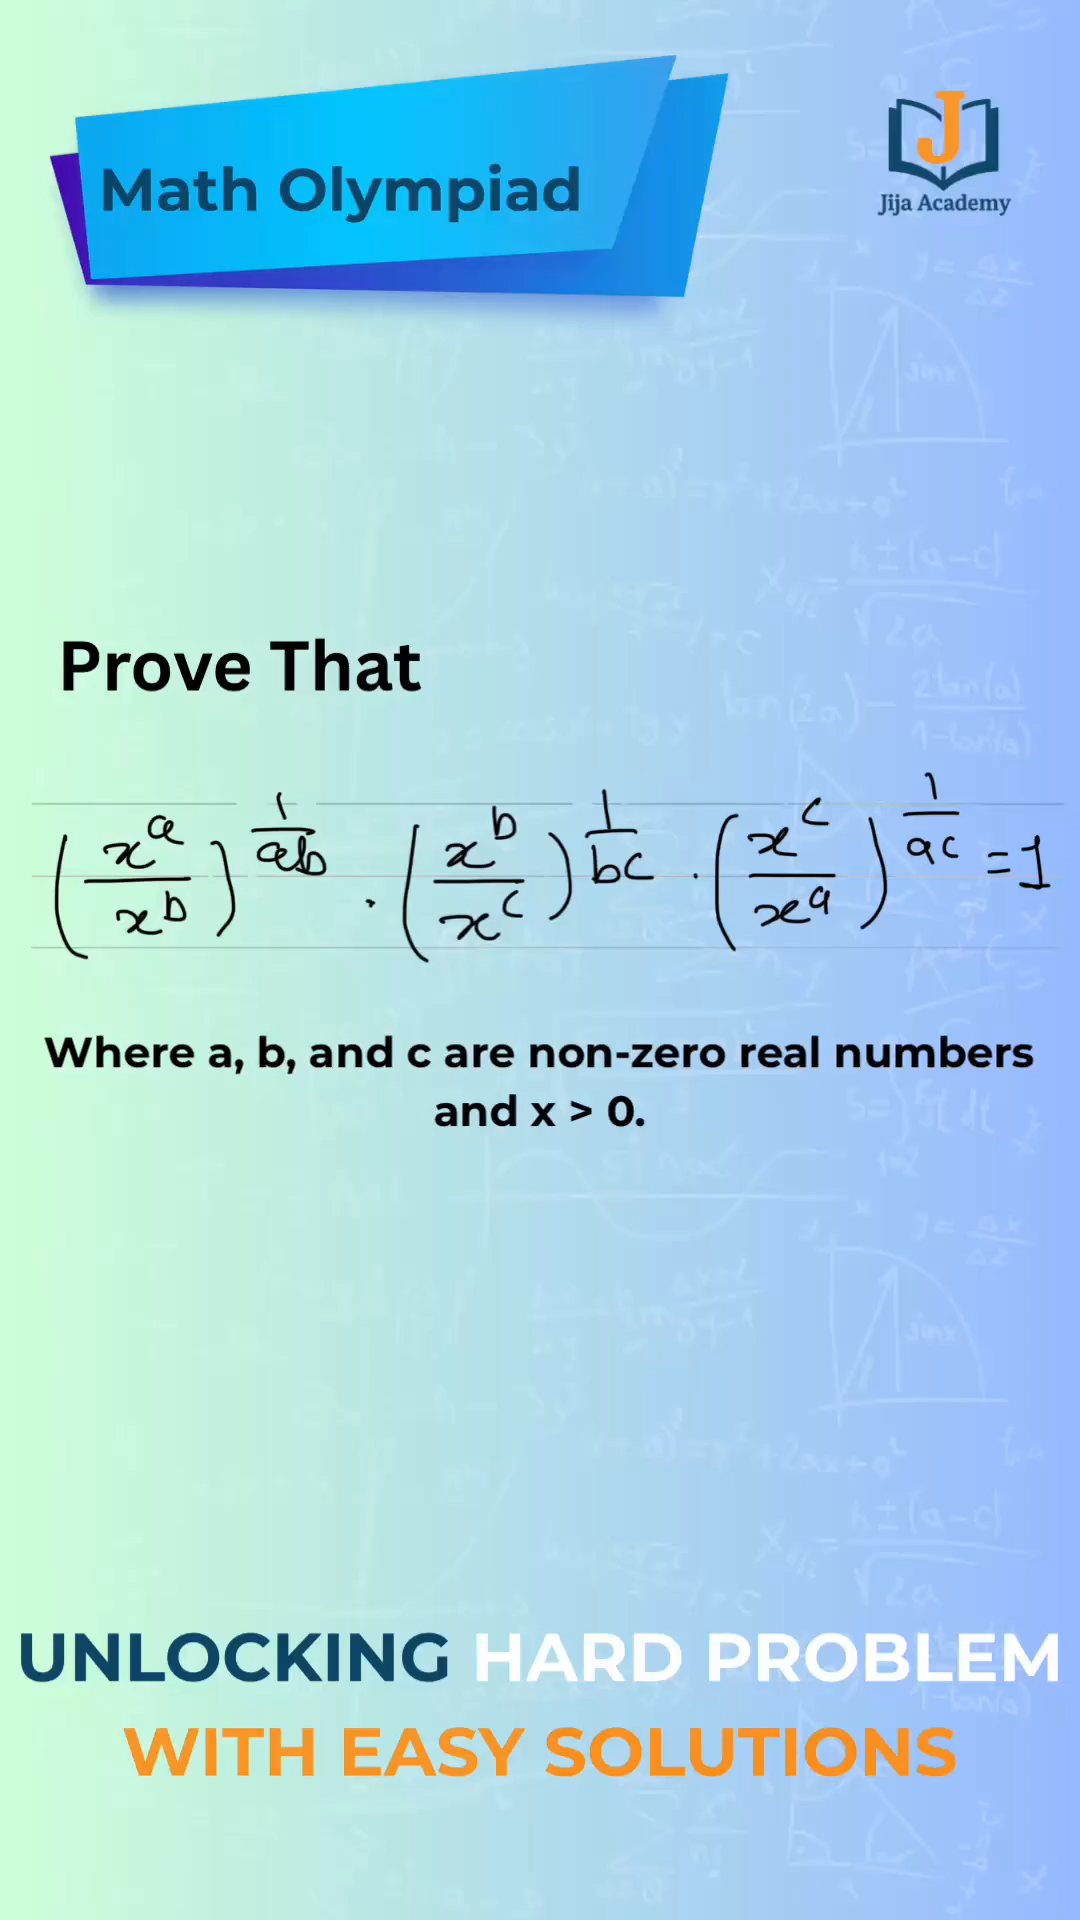 Math Olympiad
Jija Academy
Prove That
(x^a/x^b)^(1/ab) . (x^b/x^c)^(1/bc) . (x^c/x^a)^(1/ac) = 1
Where a, b, and c are non-zero real numbers
and x > 0.
UNLOCKING HARD PROBLEM
WITH EASY SOLUTIONS